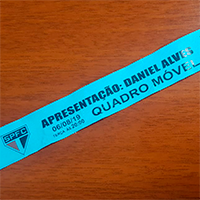 SPFC
APRESENTAÇÃO: DANIEL ALVES
06/08/19
QUADRO MÓVEL